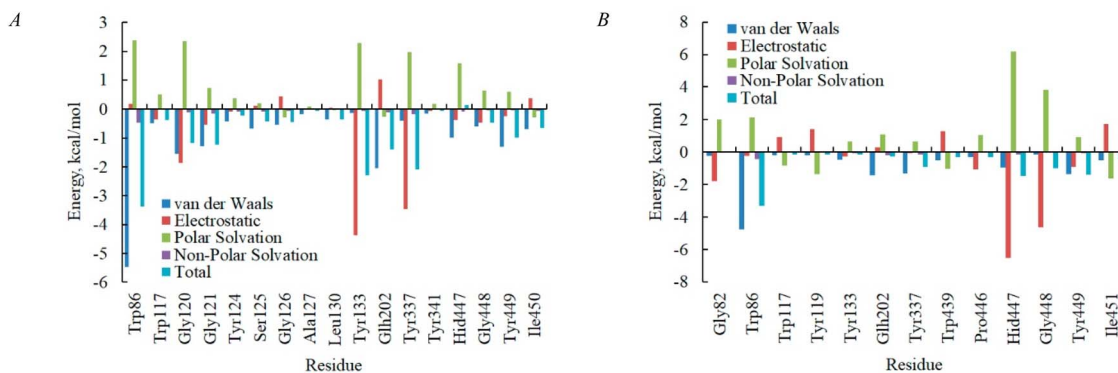 A
Energy, kcal/mol
3
2
1
0
-1
-2
-3
-4
-5
-6
van der Waals
Electrostatic
Polar Solvation
Non-Polar Solvation
Total
Trp86
Trp117
Gly120
Gly121
Tyr124
Ser125
Gly126
Ala127
Leu130
Tyr133
Glh202
Tyr337
Tyr341
Hid447
Gly448
Tyr449
Ile450
Residue
B
Energy, kcal/mol
8
6
4
2
0
-2
-4
-6
-8
van der Waals
Electrostatic
Polar Solvation
Non-Polar Solvation
Total
Gly82
Trp86
Trp117
Tyr119
Tyr133
Glh202
Tyr337
Trp439
Pro446
Hid447
Gly448
Tyr449
Ile451
Residue